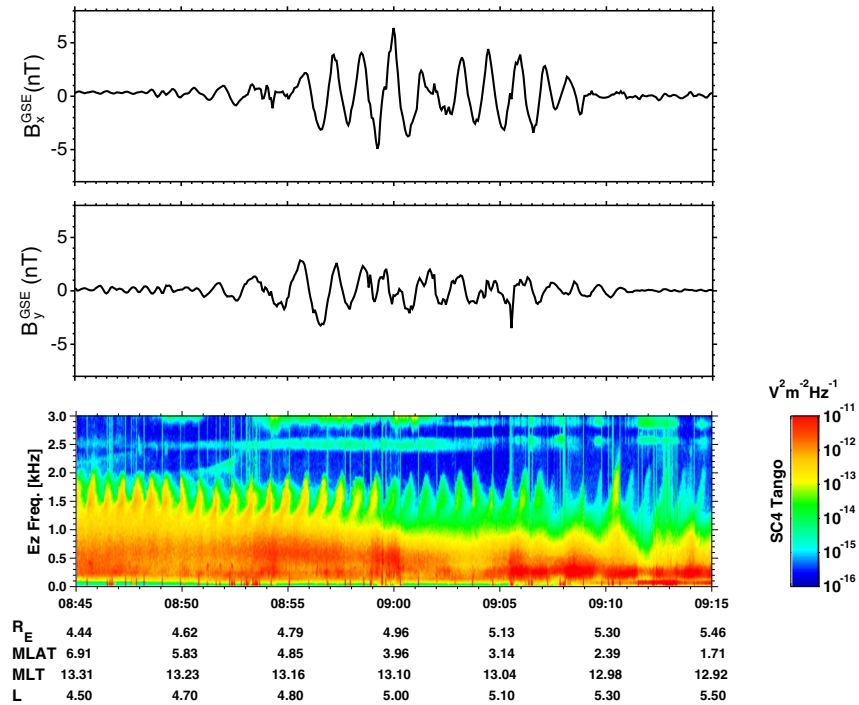 5
0
-5
B_x^GSE (nT)
5
0
-5
B_y^GSE (nT)
V^2m^-2Hz^-1
3.0
2.5
2.0
1.5
1.0
0.5
0.0
Ez Freq. [kHz]
10^-11
10^-12
10^-13
10^-14
10^-15
10^-16
SC4 Tango
08:45 08:50 08:55 09:00 09:05 09:10 09:15
R_E 4.44 4.62 4.79 4.96 5.13 5.30 5.46
MLAT 6.91 5.83 4.85 3.96 3.14 2.39 1.71
MLT 13.31 13.23 13.16 13.10 13.04 12.98 12.92
L 4.50 4.70 4.80 5.00 5.10 5.30 5.50